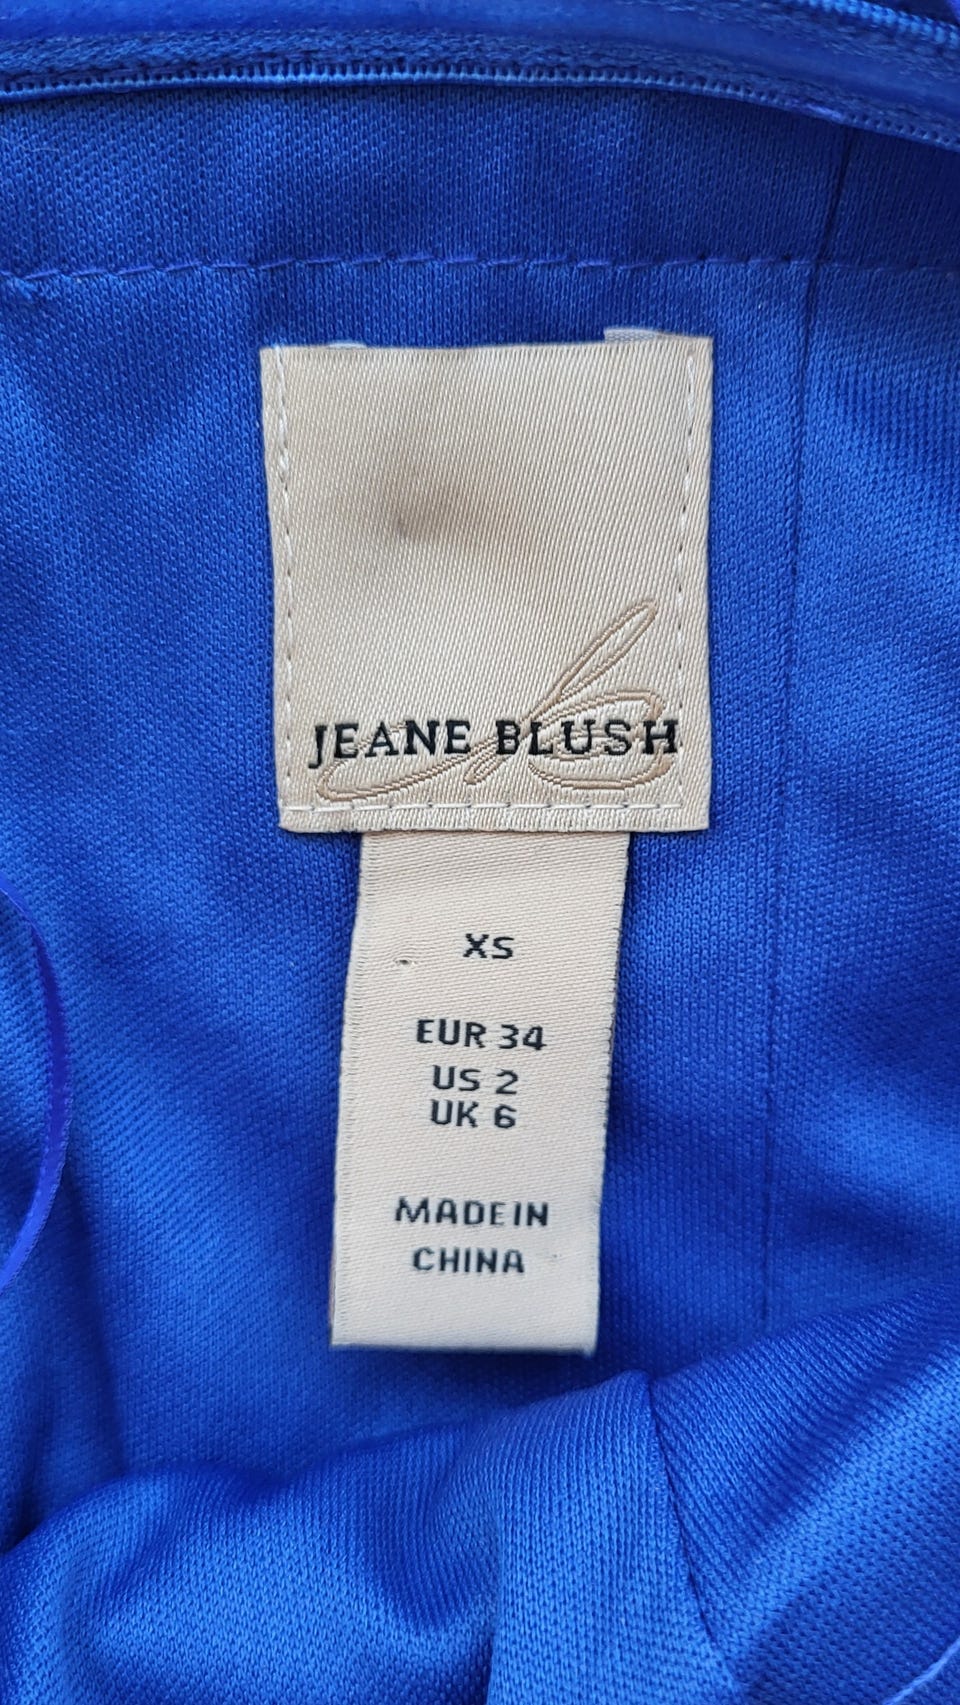 JEANE BLUSH
XS
EUR 34
US 2
UK 6
MADE IN
CHINA